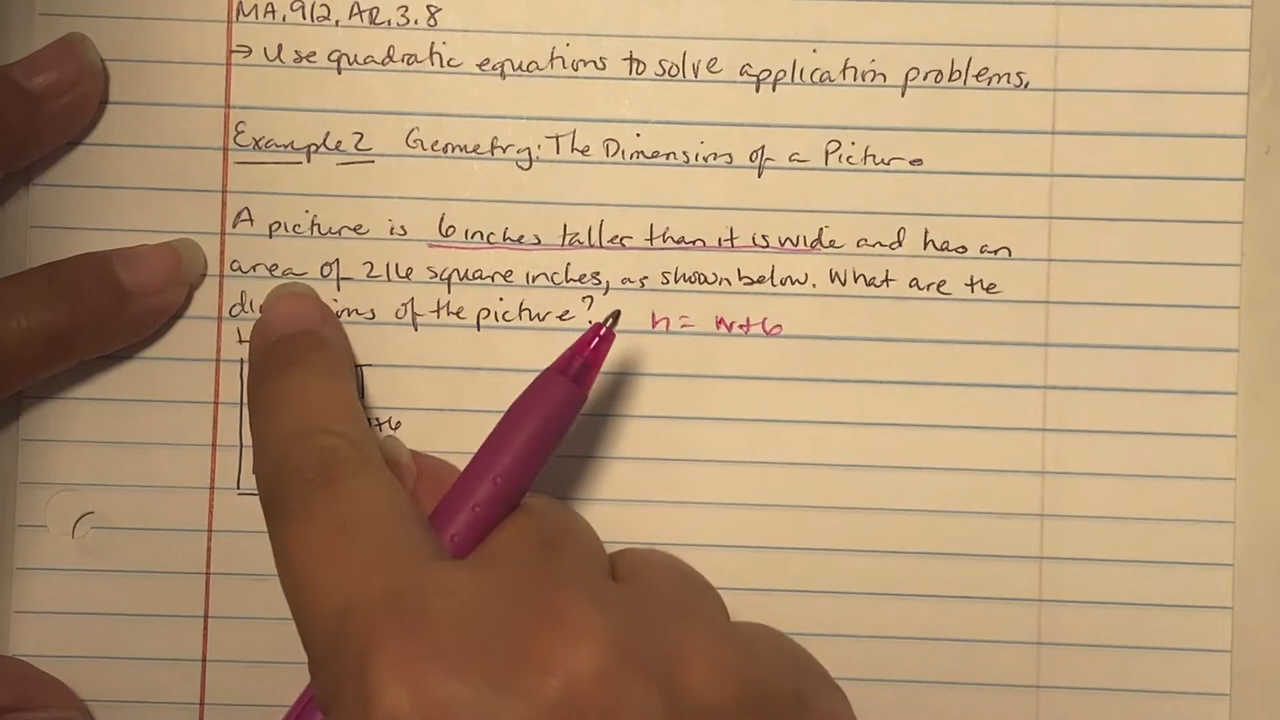 MA.912.AR.3.8
→ Use quadratic equations to solve application problems.
Example 2 Geometry: The Dimensions of a Picture
A picture is 6 inches taller than it is wide and has an
area of 216 square inches, as shown below. What are the
of the picture?
h = w+6
+6